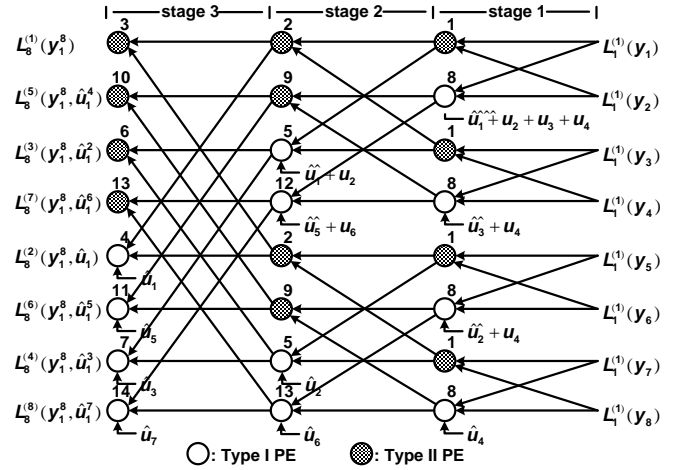 stage 3 stage 2 stage 1
3 2 1
L_8^{(1)}(y_1^8) L_1^{(1)}(y_1)
10 9 8
L_8^{(5)}(y_1^8, û_1^4) L_1^{(1)}(y_2)
û_1 + u_2 + u_3 + u_4
6 5 1
L_8^{(3)}(y_1^8, û_1^2) L_1^{(1)}(y_3)
û_1 + u_2
13 12 8
L_8^{(7)}(y_1^8, û_1^6) L_1^{(1)}(y_4)
û_5 + u_6 û_3 + u_4
4 2 1
L_8^{(2)}(y_1^8, û_1) L_1^{(1)}(y_5)
û_1
11 9 8
L_8^{(6)}(y_1^8, û_1^5) L_1^{(1)}(y_6)
û_5 û_2 + u_4
7 5 1
L_8^{(4)}(y_1^8, û_1^3) L_1^{(1)}(y_7)
û_3 û_2
14 13 8
L_8^{(8)}(y_1^8, û_1^7) L_1^{(1)}(y_8)
û_7 û_6 û_4
: Type I PE : Type II PE